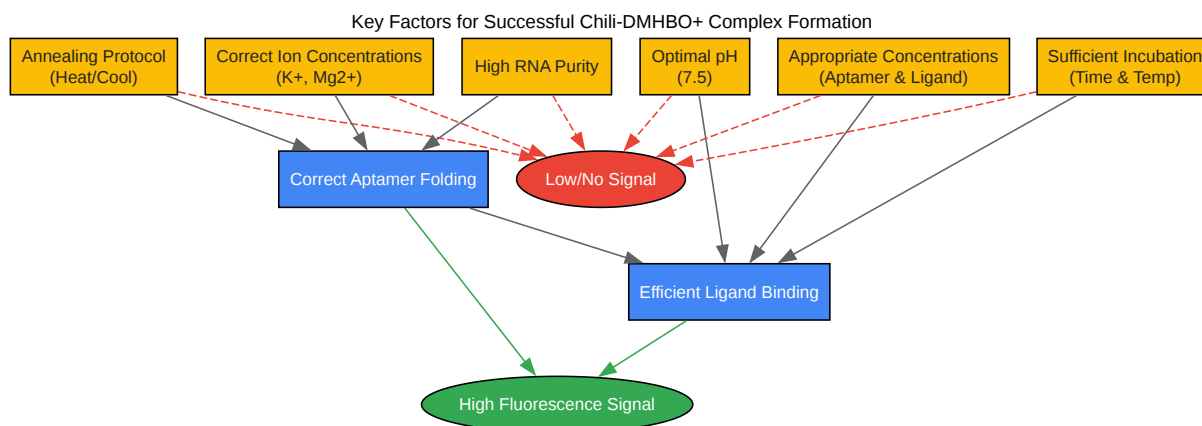 Key Factors for Successful Chili-DMHBO+ Complex Formation
Annealing Protocol
(Heat/Cool)
Correct Ion Concentrations
(K+, Mg2+)
High RNA Purity
Optimal pH
(7.5)
Appropriate Concentrations
(Aptamer & Ligand)
Sufficient Incubation
(Time & Temp)
Correct Aptamer Folding
Low/No Signal
Efficient Ligand Binding
High Fluorescence Signal